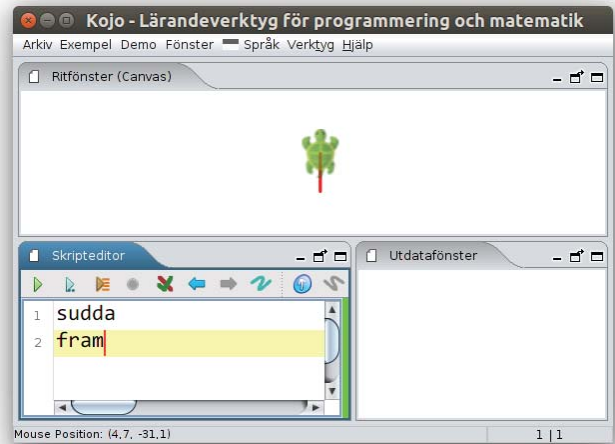 Kojo - Lärandeverktyg för programmering och matematik
Arkiv Exempel Demo Fönster Språk Verktyg Hjälp
Ritfönster (Canvas)
Skripteditor
Utdatafönster
1 sudda
2 fram
Mouse Position: (4,7, -31,1)
1|1